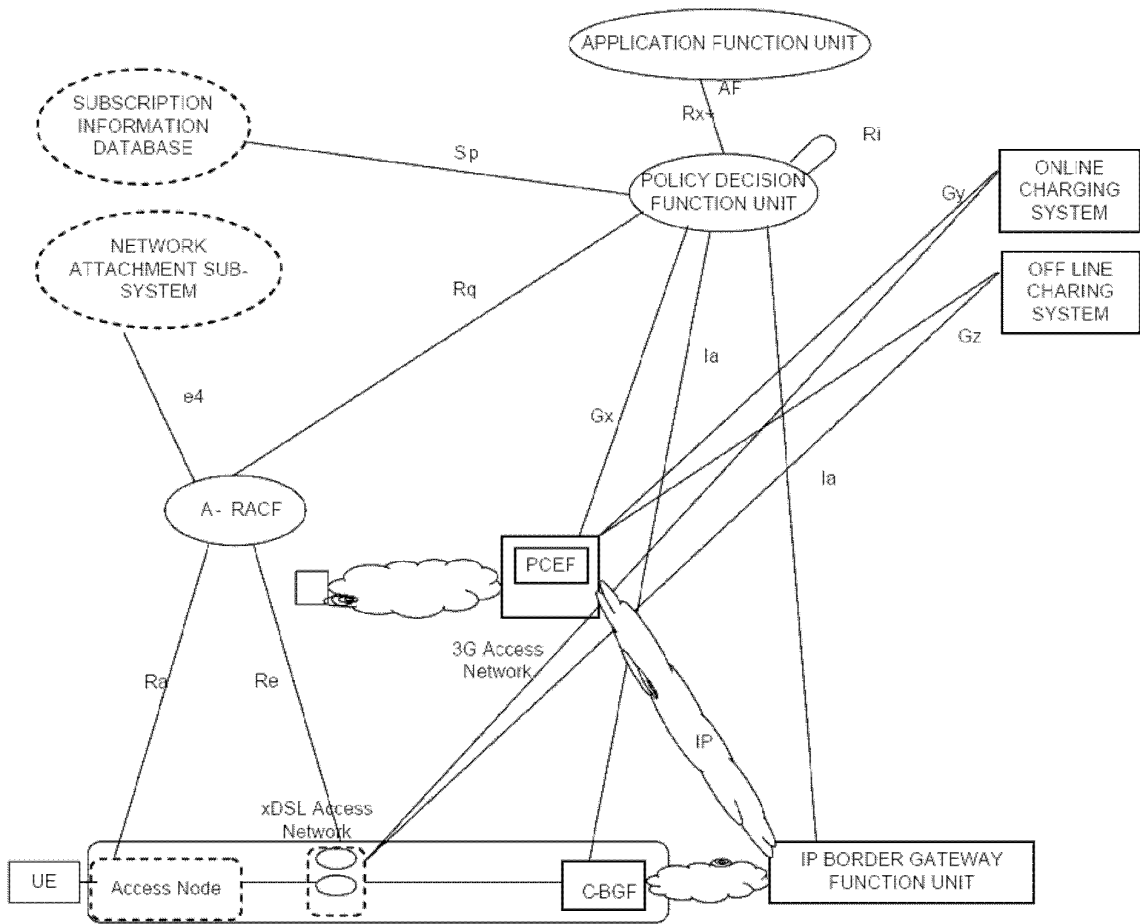 APPLICATION FUNCTION UNIT
AF
Rx+
SUBSCRIPTION
INFORMATION
DATABASE
Sp
Ri
POLICY DECISION
FUNCTION UNIT
ONLINE
CHARGING
SYSTEM
Gy
NETWORK
ATTACHMENT SUB-
SYSTEM
OFF LINE
CHARING
SYSTEM
Rq
Gz
Ia
e4
Gx
Ia
A - RACF
PCEF
3G Access
Network
Ra
Re
IP
xDSL Access
Network
UE
Access Node
C-BGF
IP BORDER GATEWAY
FUNCTION UNIT